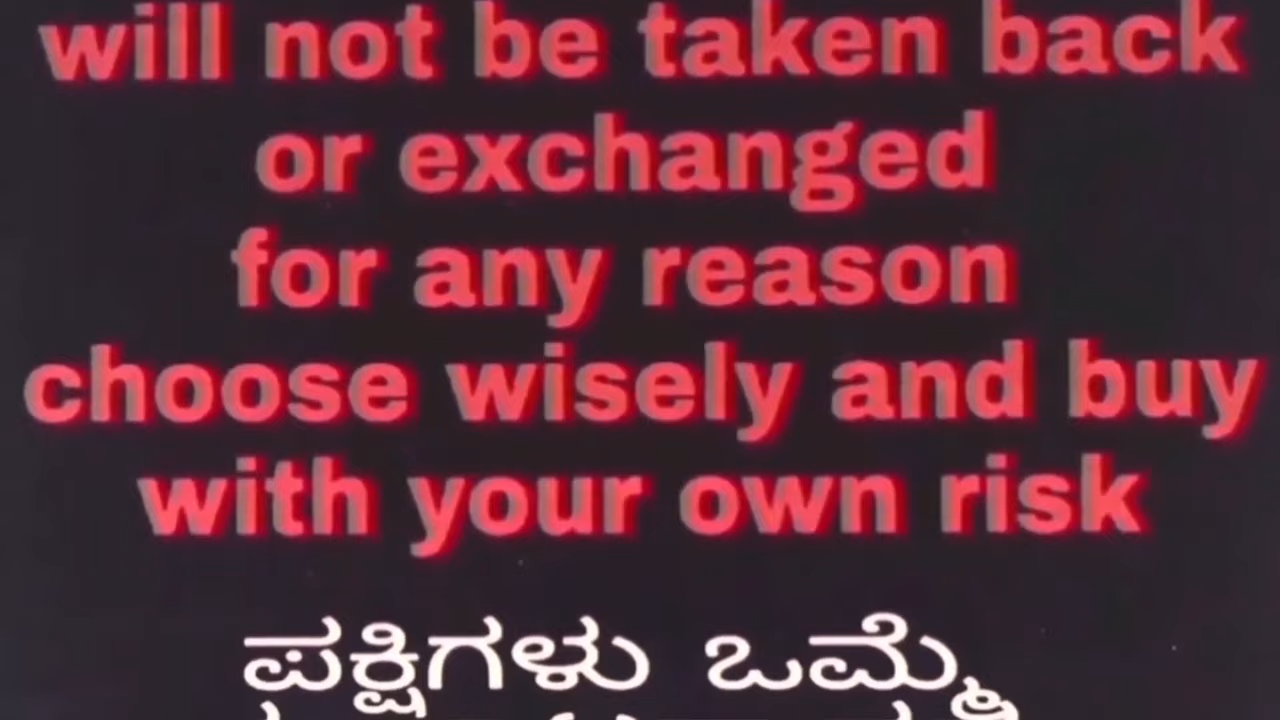 will not be taken back
or exchanged
for any reason
choose wisely and buy
with your own risk
ಪಕ್ಷಿಗಳು ಒಮ್ಮೆ